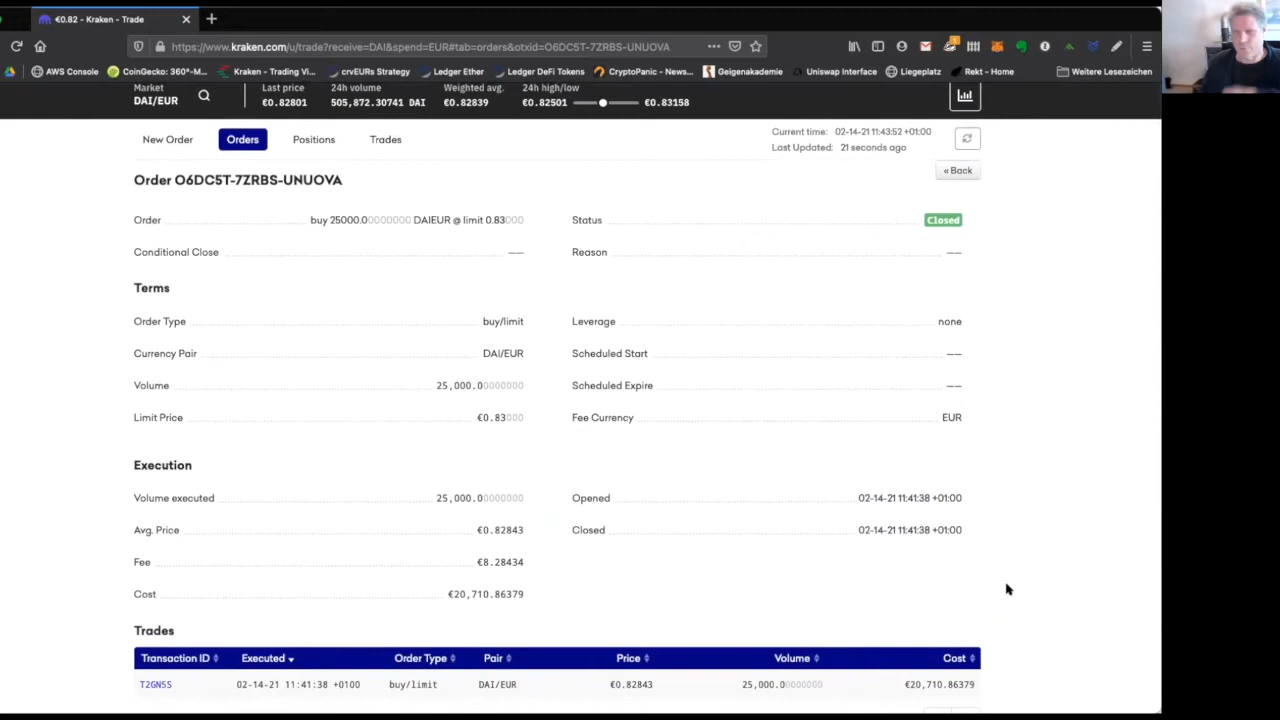 €0.82 - Kraken - Trade
https://www.kraken.com/u/trade?receive=DAI&spend=EUR#tab=orders&otxid=O6DC5T-7ZRBS-UNUOVA
AWS Console CoinGecko: 360°-M... Kraken - Trading Vi... crvEURs Strategy Ledger Ether Ledger DeFi Tokens CryptoPanic - News... Geigenakademie Uniswap Interface Liegeplatz Rekt - Home Weitere Lesezeichen
Market Last price 24h volume Weighted avg. 24h high/low
DAI/EUR €0.82801 505,872.30741 DAI €0.82839 €0.82501 €0.83158
New Order Orders Positions Trades
Current time: 02-14-21 11:43:52 +01:00
Last Updated: 21 seconds ago
« Back
Order O6DC5T-7ZRBS-UNUOVA
Order buy 25000.00000000 DAIEUR @ limit 0.83000 Status Closed
Conditional Close —— Reason ——
Terms
Order Type buy/limit Leverage none
Currency Pair DAI/EUR Scheduled Start ——
Volume 25,000.00000000 Scheduled Expire ——
Limit Price €0.83000 Fee Currency EUR
Execution
Volume executed 25,000.00000000 Opened 02-14-21 11:41:38 +01:00
Avg. Price €0.82843 Closed 02-14-21 11:41:38 +01:00
Fee €8.28434
Cost €20,710.86379
Trades
Transaction ID Executed Order Type Pair Price Volume Cost
T2GN5S 02-14-21 11:41:38 +0100 buy/limit DAI/EUR €0.82843 25,000.00000000 €20,710.86379